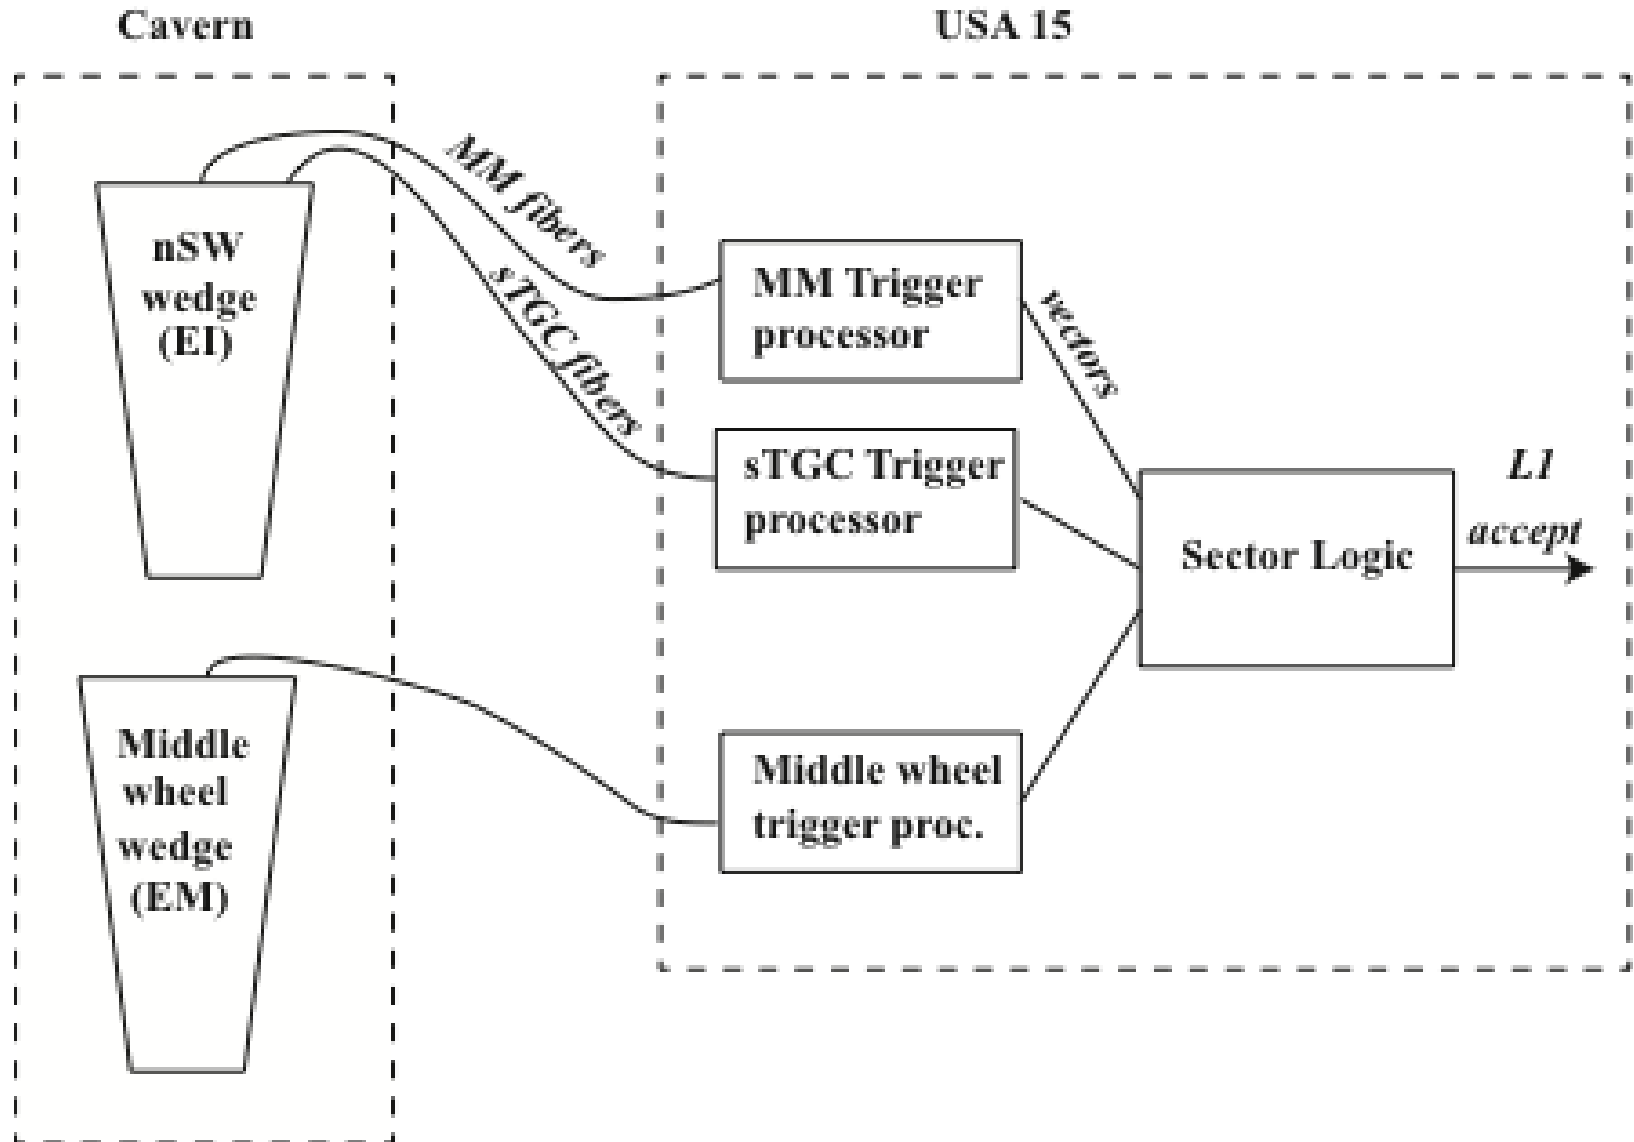 Cavern
USA 15
nSW
wedge
(EI)
MM fibers
sTGC fibers
MM Trigger
processor
vectors
sTGC Trigger
processor
Sector Logic
L1
accept
Middle
wheel
wedge
(EM)
Middle wheel
trigger proc.